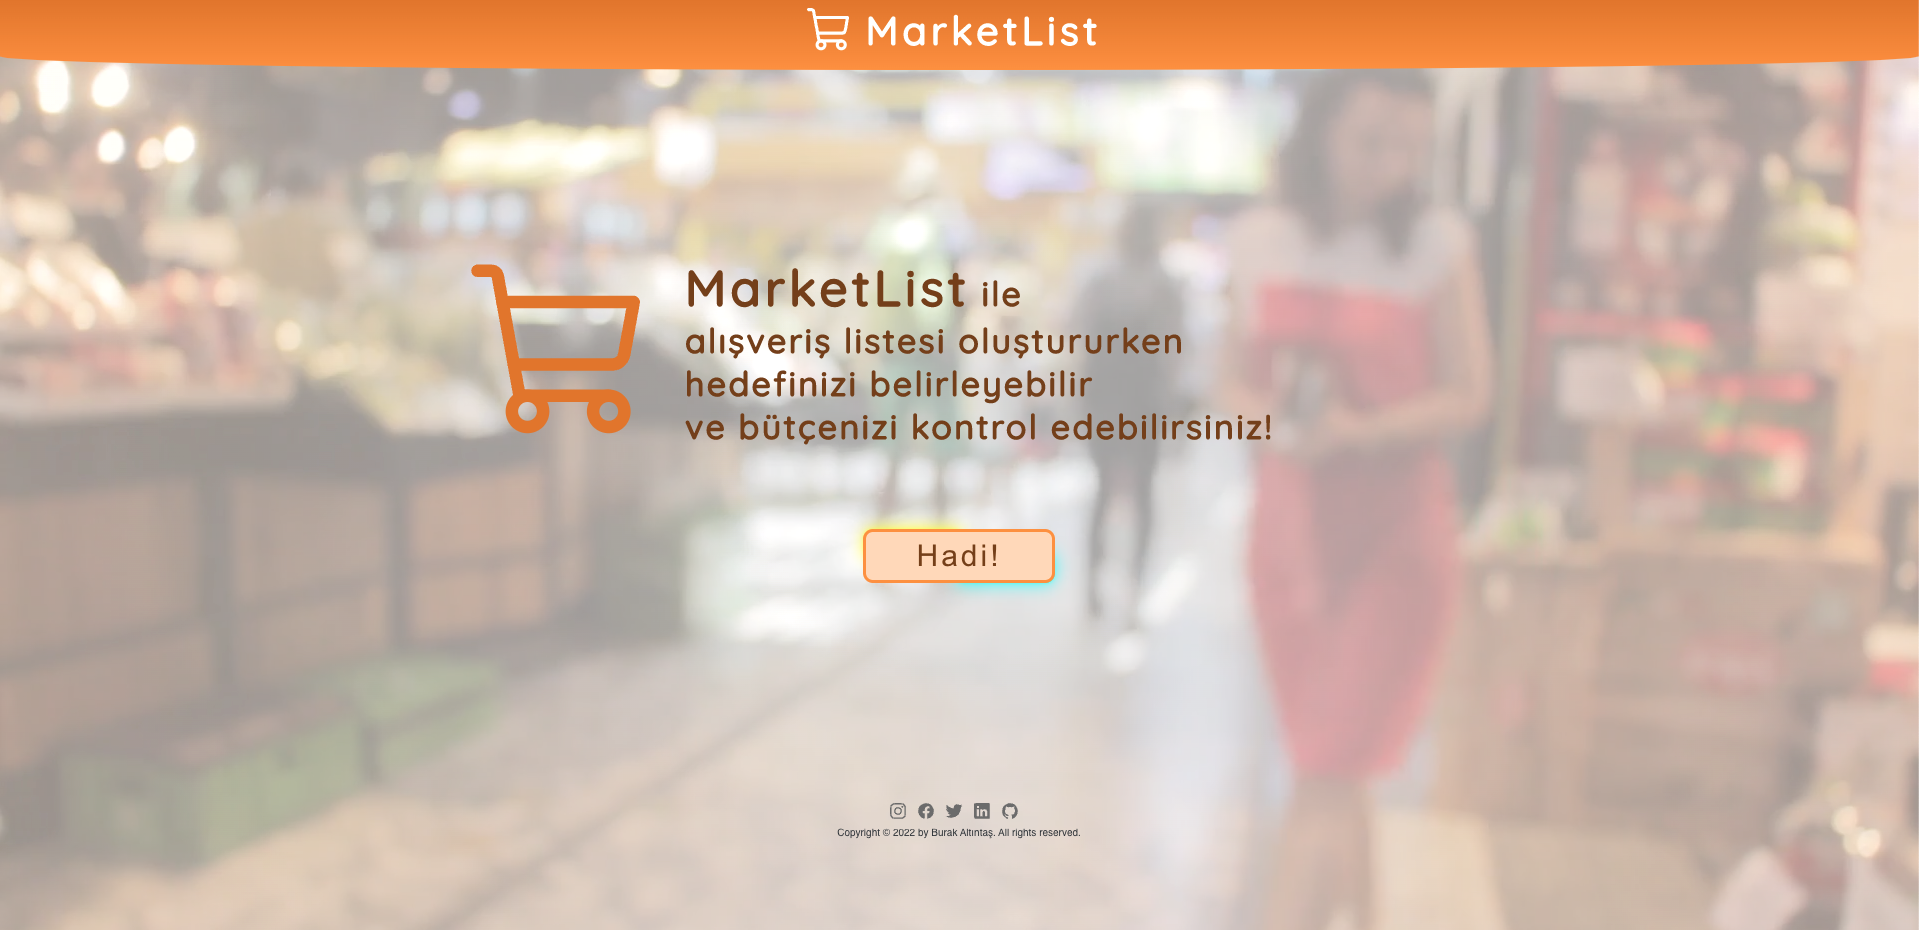 MarketList
MarketList ile
alışveriş listesi oluştururken
hedefinizi belirleyebilir
ve bütçenizi kontrol edebilirsiniz!
Hadi!
Copyright © 2022 by Burak Altıntaş. All rights reserved.